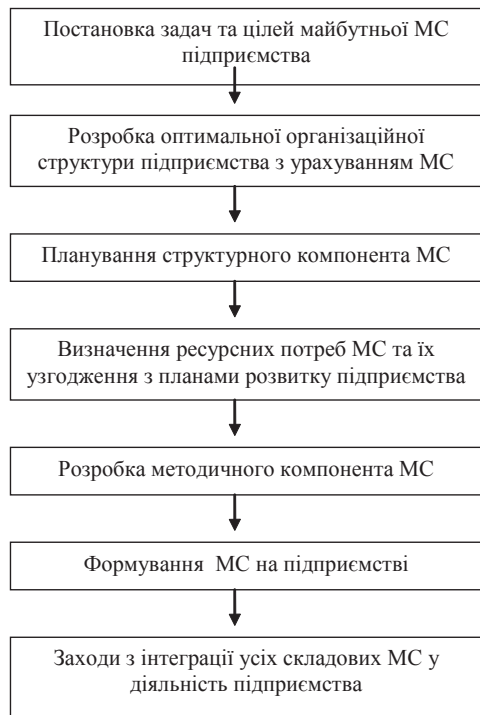 Постановка задач та цілей майбутньої МС
підприємства
Розробка оптимальної організаційної
структури підприємства з урахуванням МС
Планування структурного компонента МС
Визначення ресурсних потреб МС та їх
узгодження з планами розвитку підприємства
Розробка методичного компонента МС
Формування МС на підприємстві
Заходи з інтеграції усіх складових МС у
діяльність підприємства